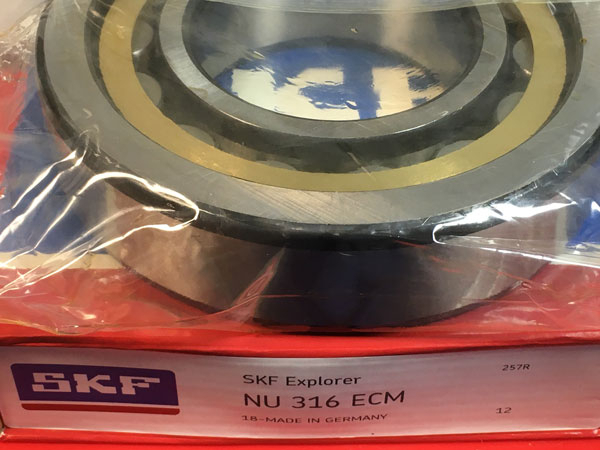 SKF
SKF Explorer
257R
NU 316 ECM
12
18-MADE IN GERMANY